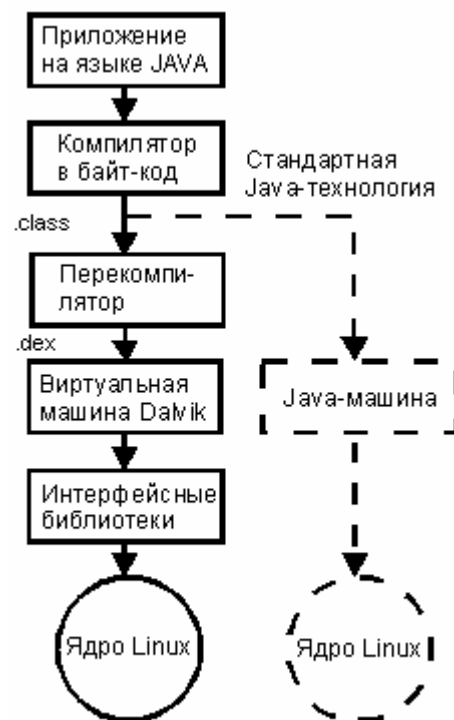 Приложение
на языке JAVA
Компилятор
в байт-код
Стандартная
Java-технология
.class
Перекомпи-
лятор
.dex
Виртуальная
машина Dalvik
Java-машина
Интерфейсные
библиотеки
Ядро Linux
Ядро Linux